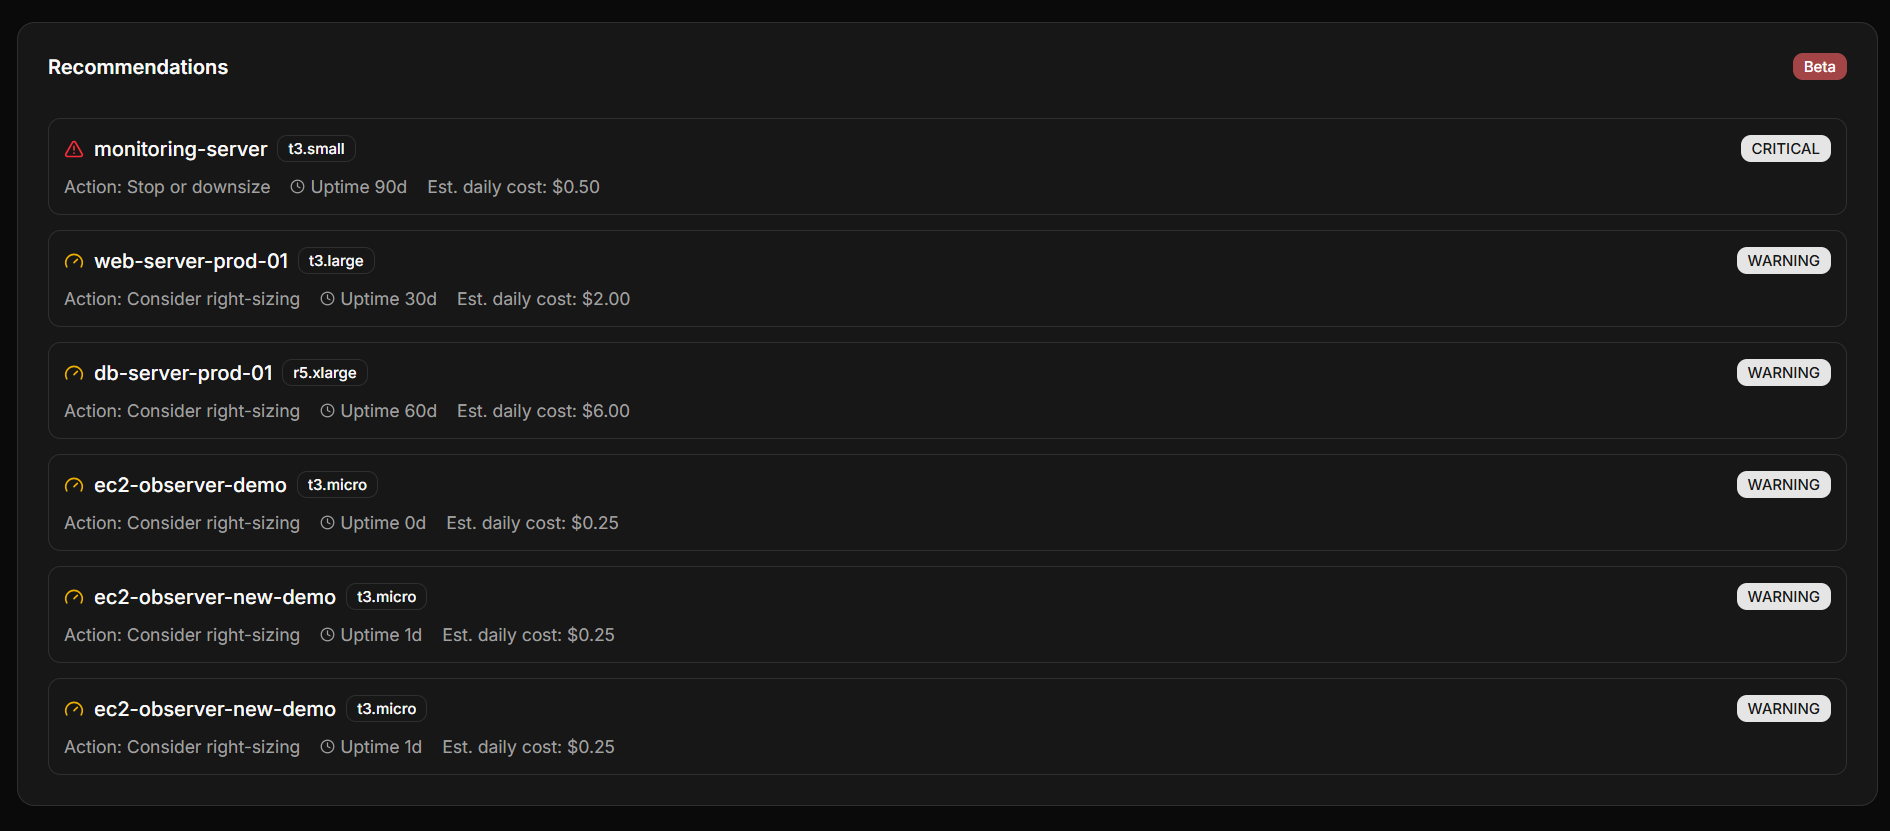 Recommendations
Beta
monitoring-server t3.small CRITICAL
Action: Stop or downsize Uptime 90d Est. daily cost: $0.50
web-server-prod-01 t3.large WARNING
Action: Consider right-sizing Uptime 30d Est. daily cost: $2.00
db-server-prod-01 r5.xlarge WARNING
Action: Consider right-sizing Uptime 60d Est. daily cost: $6.00
ec2-observer-demo t3.micro WARNING
Action: Consider right-sizing Uptime 0d Est. daily cost: $0.25
ec2-observer-new-demo t3.micro WARNING
Action: Consider right-sizing Uptime 1d Est. daily cost: $0.25
ec2-observer-new-demo t3.micro WARNING
Action: Consider right-sizing Uptime 1d Est. daily cost: $0.25